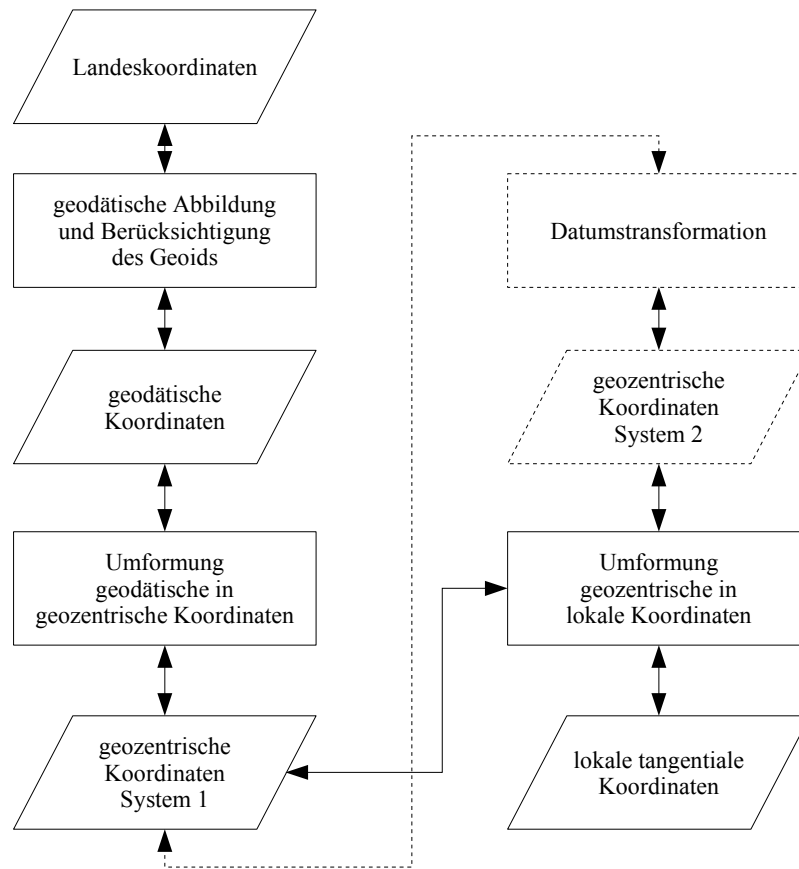 Landeskoordinaten
geodätische Abbildung
und Berücksichtigung
des Geoids
geodätische
Koordinaten
Umformung
geodätische in
geozentrische Koordinaten
geozentrische
Koordinaten
System 1
Datumstransformation
geozentrische
Koordinaten
System 2
Umformung
geozentrische in
lokale Koordinaten
lokale tangentiale
Koordinaten